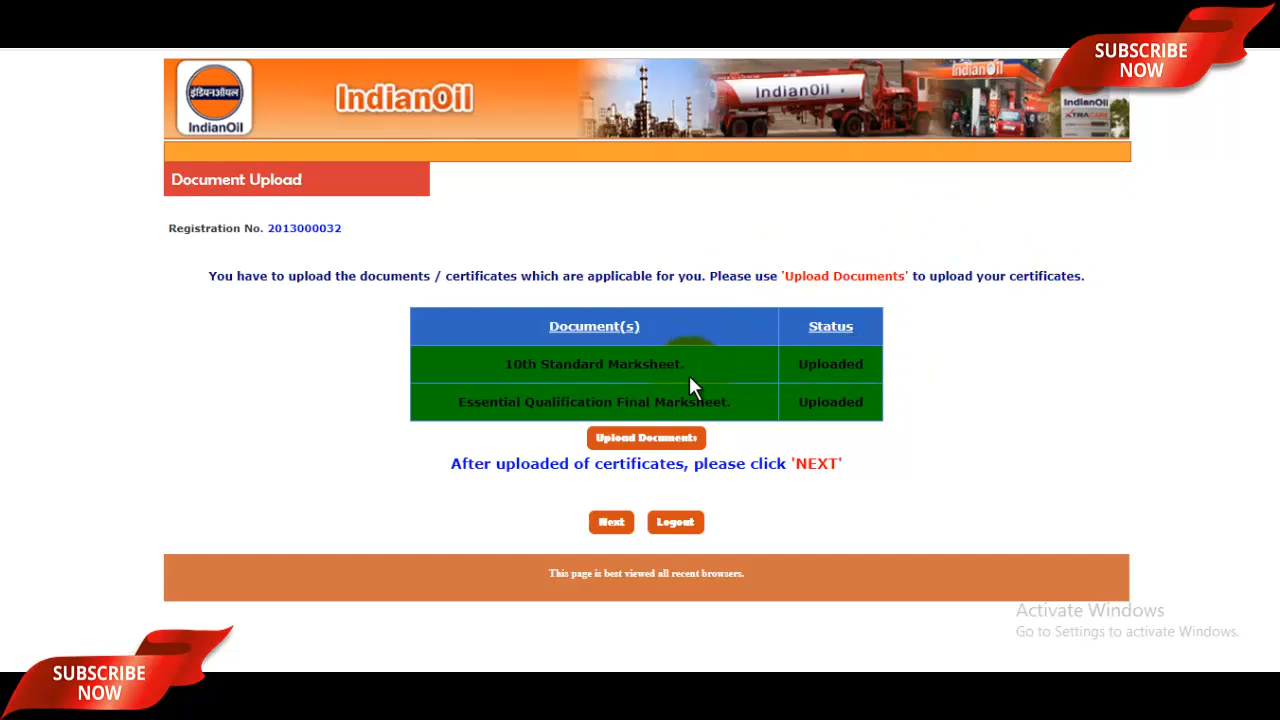 SUBSCRIBE
NOW
इंडियनऑयल
IndianOil
IndianOil
IndianOil
IndianOil
IndianOil
XTRACARE
Document Upload
Registration No. 2013000032
You have to upload the documents / certificates which are applicable for you. Please use 'Upload Documents' to upload your certificates.
Document(s) Status
10th Standard Marksheet. Uploaded
Essential Qualification Final Marksheet. Uploaded
Upload Documents
After uploaded of certificates, please click 'NEXT'
Next Logout
This page is best viewed all recent browsers.
Activate Windows
Go to Settings to activate Windows.
SUBSCRIBE
NOW